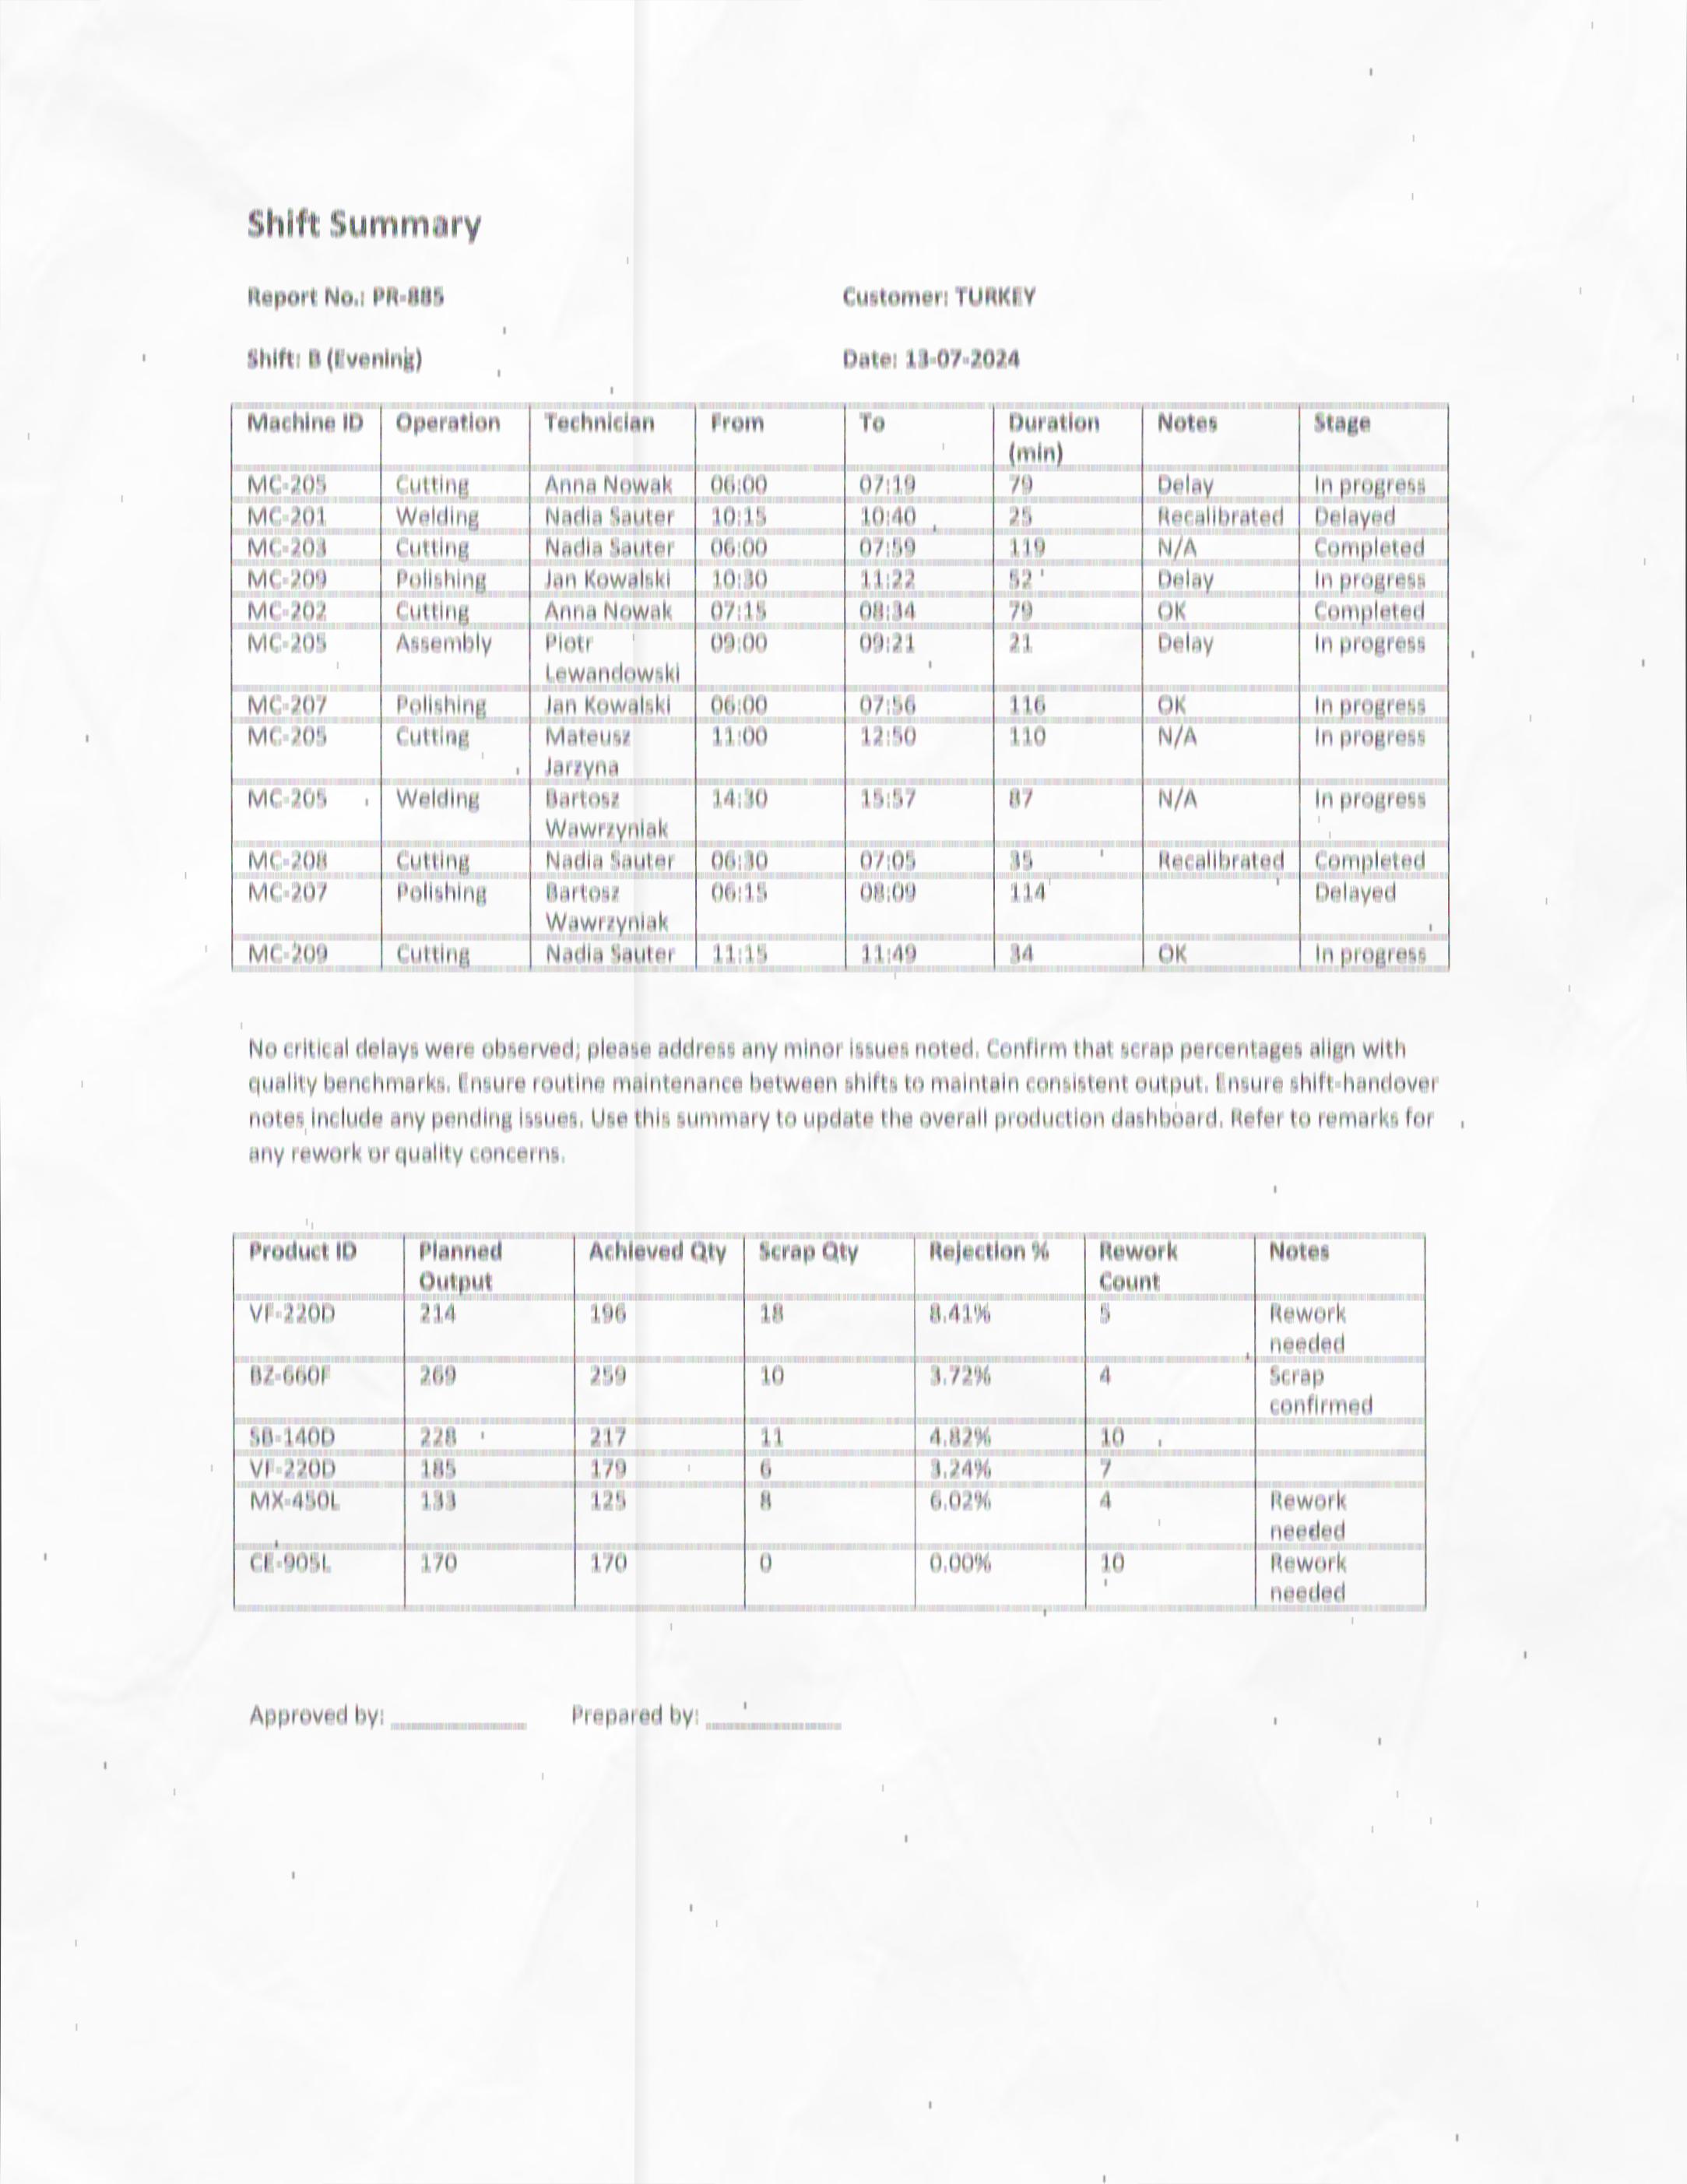 Shift Summary
Report No.: PR-885 Customer: TURKEY
Shift: B (Evening) Date: 13-07-2024
Machine ID Operation Technician From To Duration (min) Notes Stage
MC-205 Cutting Anna Nowak 06:00 07:19 79 Delay In progress
MC-201 Welding Nadia Sauter 10:15 10:40 25 Recalibrated Delayed
MC-203 Cutting Nadia Sauter 06:00 07:59 119 N/A Completed
MC-209 Polishing Jan Kowalski 10:30 11:22 52 Delay In progress
MC-202 Cutting Anna Nowak 07:15 08:34 79 OK Completed
MC-205 Assembly Piotr Lewandowski 09:00 09:21 21 Delay In progress
MC-207 Polishing Jan Kowalski 06:00 07:56 116 OK In progress
MC-205 Cutting Mateusz Jarzyna 11:00 12:50 110 N/A In progress
MC-205 Welding Bartosz Wawrzyniak 14:30 15:57 87 N/A In progress
MC-208 Cutting Nadia Sauter 06:30 07:05 35 Recalibrated Completed
MC-207 Polishing Bartosz Wawrzyniak 06:15 08:09 114 Delayed
MC-209 Cutting Nadia Sauter 11:15 11:49 34 OK In progress
No critical delays were observed; please address any minor issues noted. Confirm that scrap percentages align with
quality benchmarks. Ensure routine maintenance between shifts to maintain consistent output. Ensure shift-handover
notes include any pending issues. Use this summary to update the overall production dashboard. Refer to remarks for
any rework or quality concerns.
Product ID Planned Output Achieved Qty Scrap Qty Rejection % Rework Count Notes
VF-220D 214 196 18 8.41% 5 Rework needed
BZ-660F 269 259 10 3.72% 4 Scrap confirmed
SB-140D 228 217 11 4.82% 10
VF-220D 185 179 6 3.24% 7
MX-450L 133 125 8 6.02% 4 Rework needed
CE-905L 170 170 0 0.00% 10 Rework needed
Approved by: ____________ Prepared by: ____________